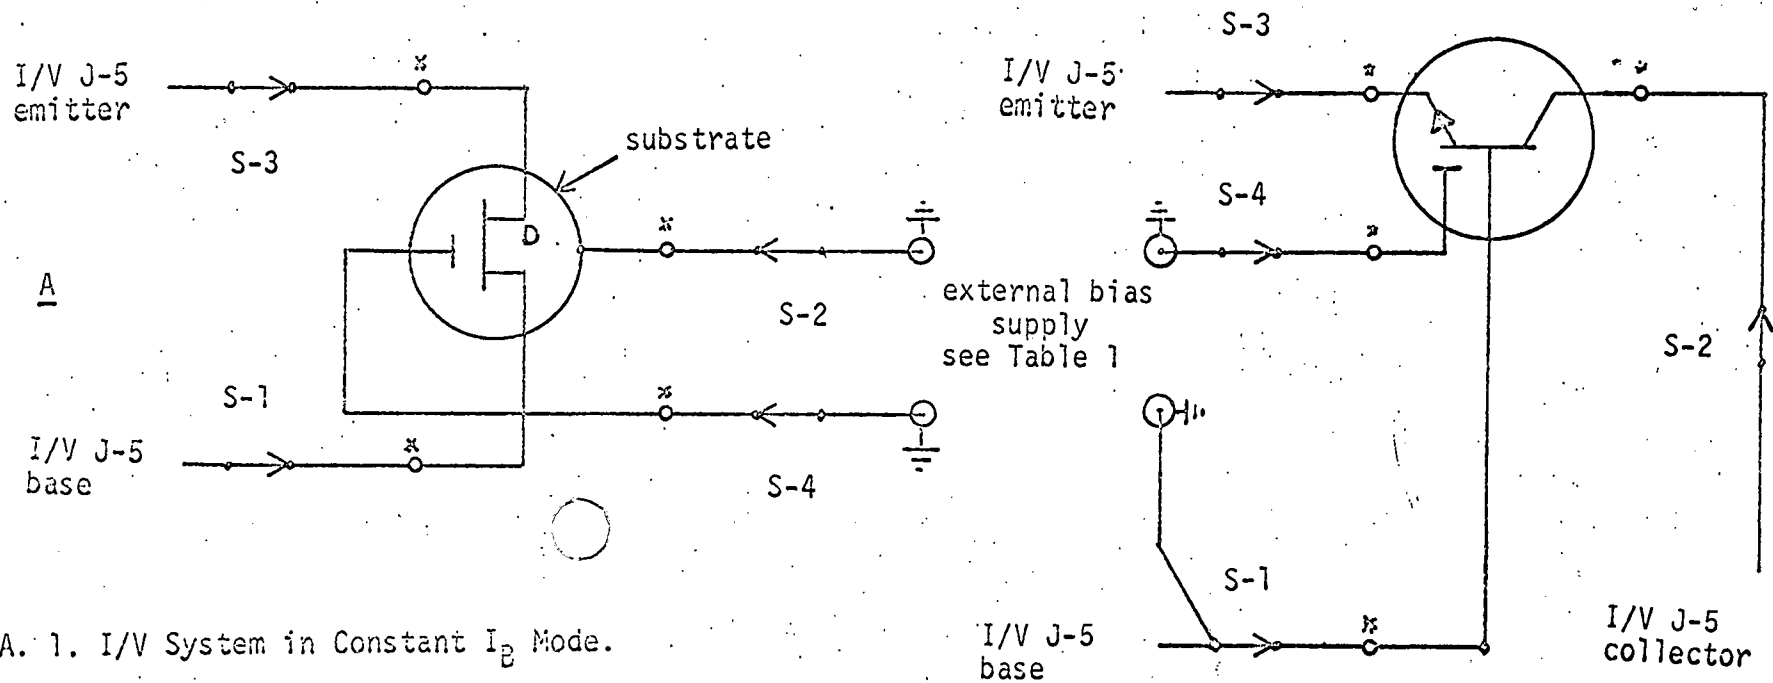 S-3
I/V J-5
emitter
I/V J-5
emitter
substrate
S-3
S-4
D
A
external bias
supply
see Table 1
S-2
S-2
S-1
I/V J-5
base
S-4
S-1
A. 1. I/V System in Constant I_B Mode.
I/V J-5
base
I/V J-5
collector